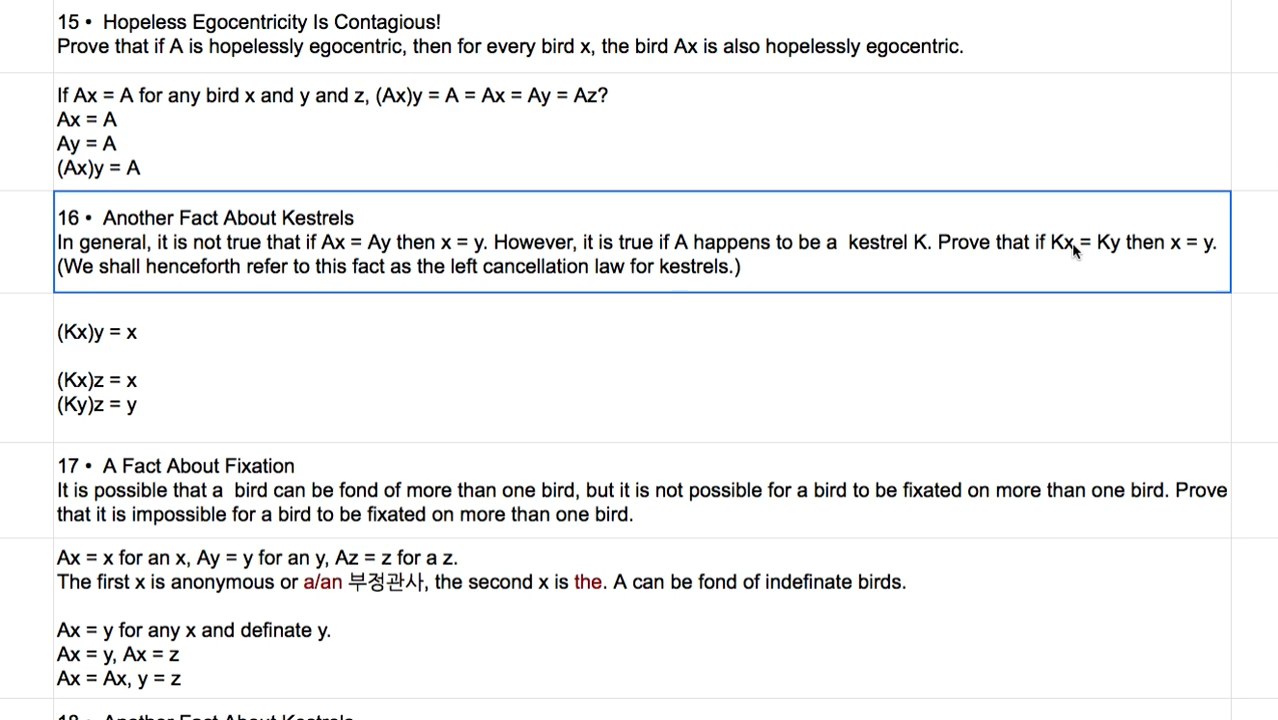 15 • Hopeless Egocentricity Is Contagious!
Prove that if A is hopelessly egocentric, then for every bird x, the bird Ax is also hopelessly egocentric.
If Ax = A for any bird x and y and z, (Ax)y = A = Ax = Ay = Az?
Ax = A
Ay = A
(Ax)y = A
16 • Another Fact About Kestrels
In general, it is not true that if Ax = Ay then x = y. However, it is true if A happens to be a kestrel K. Prove that if Kx = Ky then x = y.
(We shall henceforth refer to this fact as the left cancellation law for kestrels.)
(Kx)y = x
(Kx)z = x
(Ky)z = y
17 • A Fact About Fixation
It is possible that a bird can be fond of more than one bird, but it is not possible for a bird to be fixated on more than one bird. Prove
that it is impossible for a bird to be fixated on more than one bird.
Ax = x for an x, Ay = y for an y, Az = z for a z.
The first x is anonymous or a/an 부정관사, the second x is the. A can be fond of indefinate birds.
Ax = y for any x and definate y.
Ax = y, Ax = z
Ax = Ax, y = z
18 • Another Fact About Kestrels